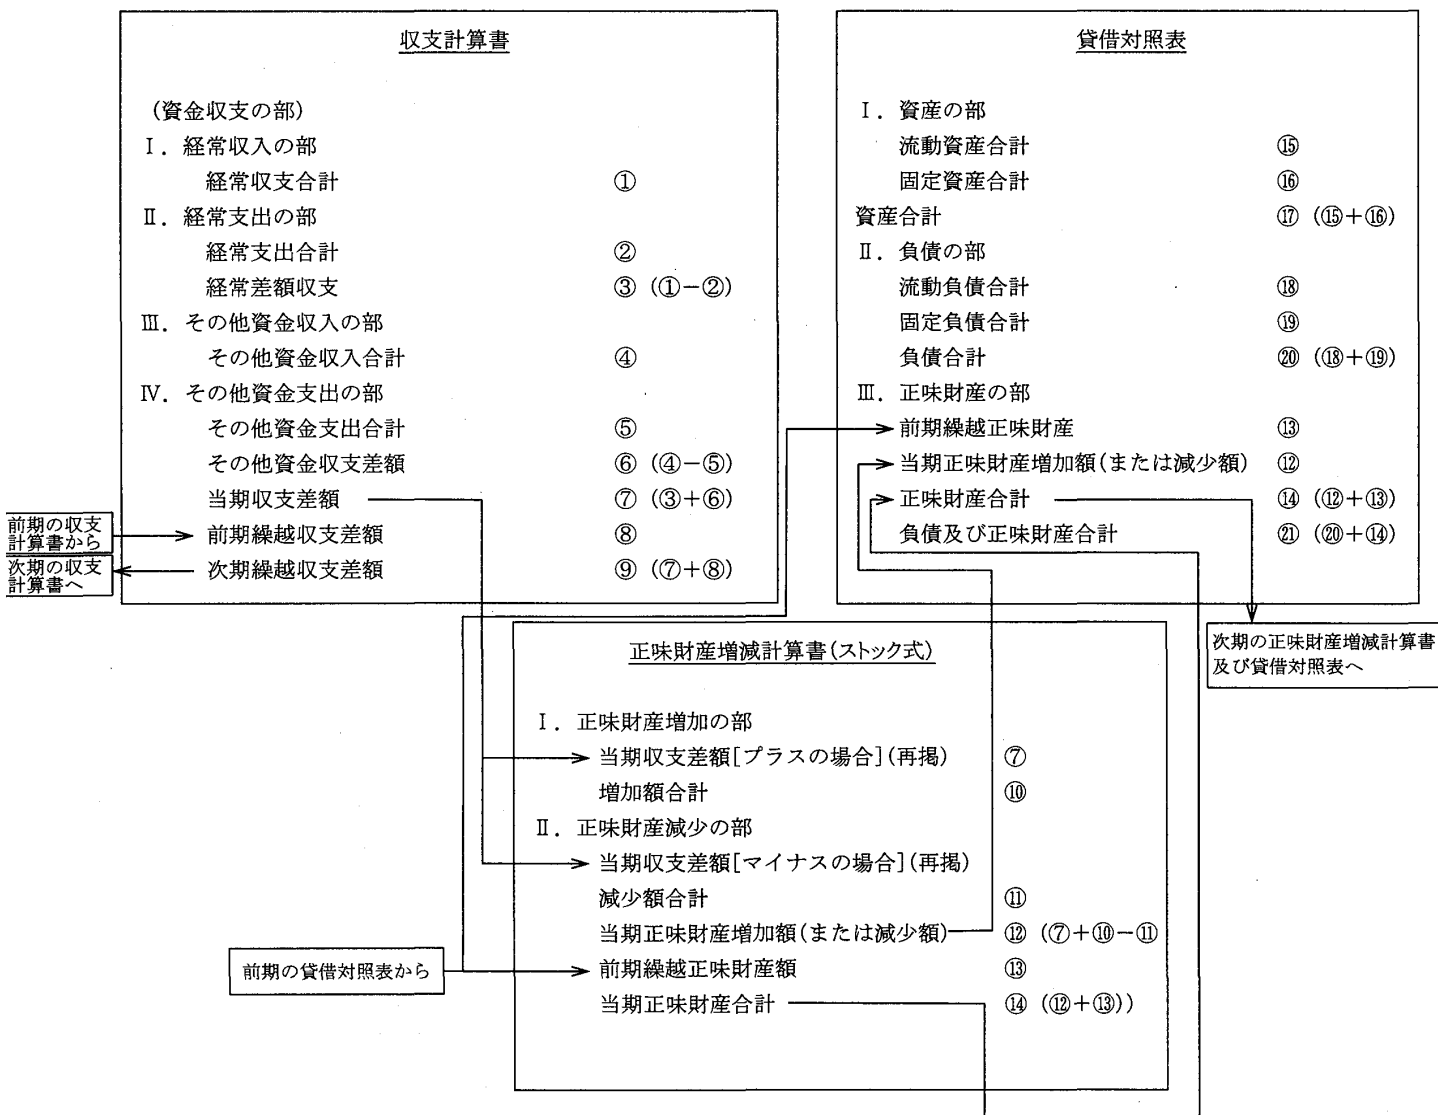 収支計算書
(資金収支の部)
Ⅰ. 経常収入の部
経常収支合計 ①
Ⅱ. 経常支出の部
経常支出合計 ②
経常差額収支 ③ (①−②)
Ⅲ. その他資金収入の部
その他資金収入合計 ④
Ⅳ. その他資金支出の部
その他資金支出合計 ⑤
その他資金収支差額 ⑥ (④−⑤)
当期収支差額 ⑦ (③+⑥)
前期繰越収支差額 ⑧
次期繰越収支差額 ⑨ (⑦+⑧)
前期の収支
計算書から
次期の収支
計算書へ
貸借対照表
Ⅰ. 資産の部
流動資産合計 ⑮
固定資産合計 ⑯
資産合計 ⑰ (⑮+⑯)
Ⅱ. 負債の部
流動負債合計 ⑱
固定負債合計 ⑲
負債合計 ⑳ (⑱+⑲)
Ⅲ. 正味財産の部
前期繰越正味財産 ⑬
当期正味財産増加額(または減少額) ⑫
正味財産合計 ⑭ (⑫+⑬)
負債及び正味財産合計 ㉑ (⑳+⑭)
次期の正味財産増減計算書
及び貸借対照表へ
正味財産増減計算書(ストック式)
Ⅰ. 正味財産増加の部
当期収支差額[プラスの場合](再掲) ⑦
増加額合計 ⑩
Ⅱ. 正味財産減少の部
当期収支差額[マイナスの場合](再掲)
減少額合計 ⑪
当期正味財産増加額(または減少額) ⑫ (⑦+⑩−⑪
前期繰越正味財産額 ⑬
当期正味財産合計 ⑭ (⑫+⑬))
前期の貸借対照表から